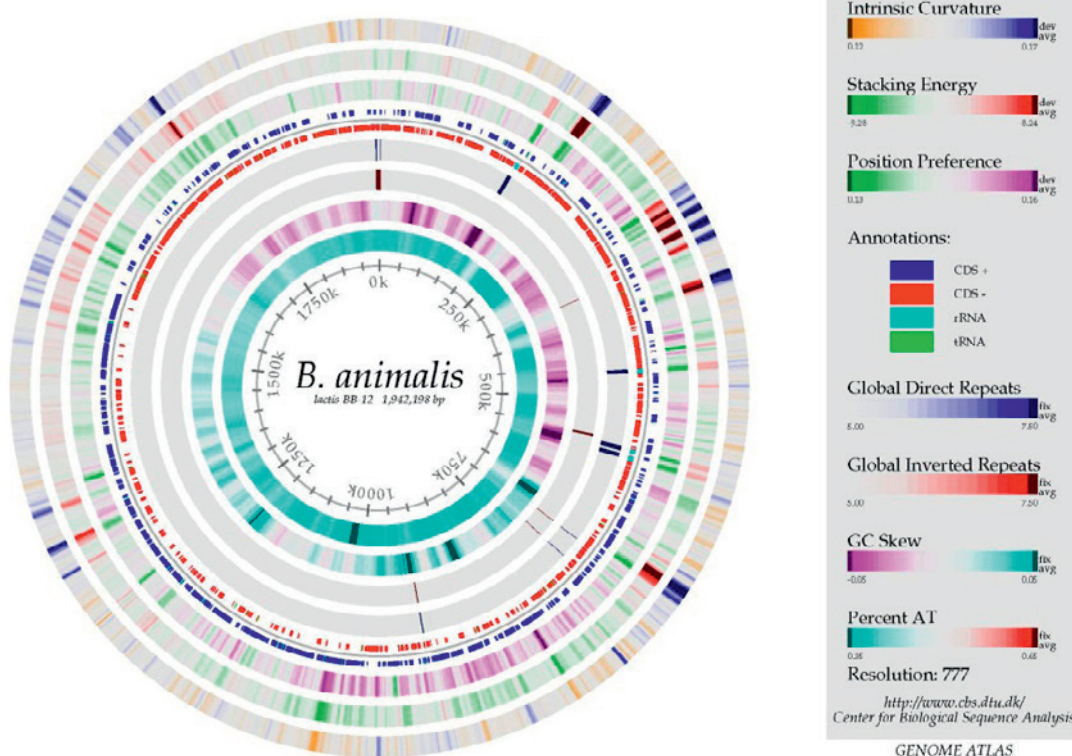 0k
250k
500k
750k
1000k
1250k
1500k
1750k
B. animalis
lactis BB 12 1,942,198 bp
Intrinsic Curvature
dev
avg
0.17
Stacking Energy
dev
avg
-8.24
Position Preference
dev
avg
0.13 0.16
Annotations:
CDS +
CDS -
rRNA
tRNA
Global Direct Repeats
fix
avg
5.00 7.50
Global Inverted Repeats
fix
avg
5.00 7.50
GC Skew
fix
avg
-0.05 0.05
Percent AT
fix
avg
0.35 0.65
Resolution: 777
http://www.cbs.dtu.dk/
Center for Biological Sequence Analysis
GENOME ATLAS